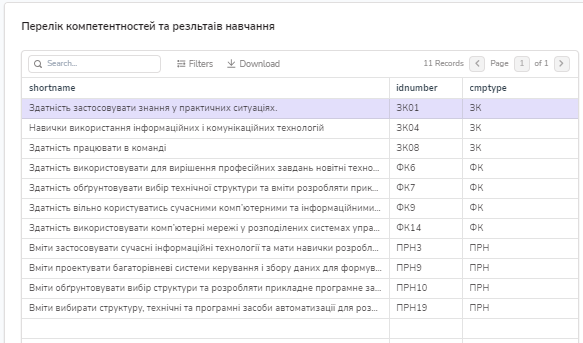 Перелік компетентностей та резльтаїв навчання
Search...
Filters
Download
11 Records
Page
1
of 1
shortname idnumber cmptype
Здатність застосовувати знання у практичних ситуаціях. ЗК01 ЗК
Навички використання інформаційних і комунікаційних технологій ЗК04 ЗК
Здатність працювати в команді ЗК08 ЗК
Здатність використовувати для вирішення професійних завдань новітні техно... ФК6 ФК
Здатність обґрунтовувати вибір технічної структури та вміти розробляти прик... ФК7 ФК
Здатність вільно користуватись сучасними комп'ютерними та інформаційними... ФК9 ФК
Здатність використовувати комп'ютерні мережі у розподілених системах упра... ФК14 ФК
Вміти застосовувати сучасні інформаційні технології та мати навички розробл... ПРН3 ПРН
Вміти проектувати багаторівневі системи керування і збору даних для формув... ПРН9 ПРН
Вміти обґрунтовувати вибір структури та розробляти прикладне програмне за... ПРН10 ПРН
Вміти вибирати структуру, технічні та програмні засоби автоматизації для роз... ПРН19 ПРН